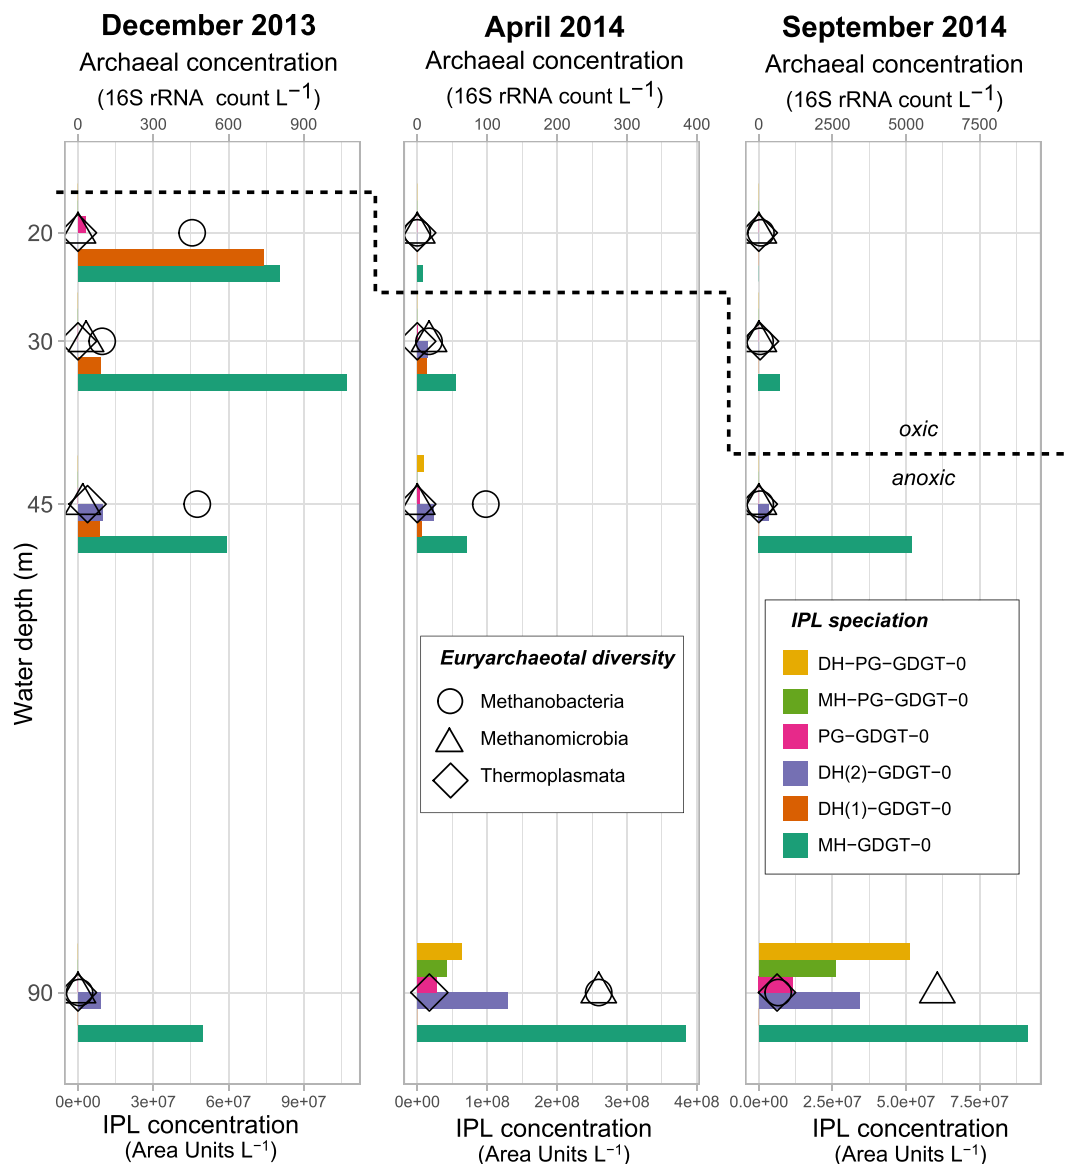 December 2013
Archaeal concentration
(16S rRNA count L−1)
0 300 600 900
April 2014
Archaeal concentration
(16S rRNA count L−1)
0 100 200 300 400
September 2014
Archaeal concentration
(16S rRNA count L−1)
0 2500 5000 7500
20
30
45
90
Water depth (m)
oxic
anoxic
Euryarchaeotal diversity
Methanobacteria
Methanomicrobia
Thermoplasmata
IPL speciation
DH−PG−GDGT−0
MH−PG−GDGT−0
PG−GDGT−0
DH(2)−GDGT−0
DH(1)−GDGT−0
MH−GDGT−0
0e+00 3e+07 6e+07 9e+07
IPL concentration
(Area Units L−1)
0e+00 1e+08 2e+08 3e+08 4e+08
IPL concentration
(Area Units L−1)
0.0e+00 2.5e+07 5.0e+07 7.5e+07
IPL concentration
(Area Units L−1)